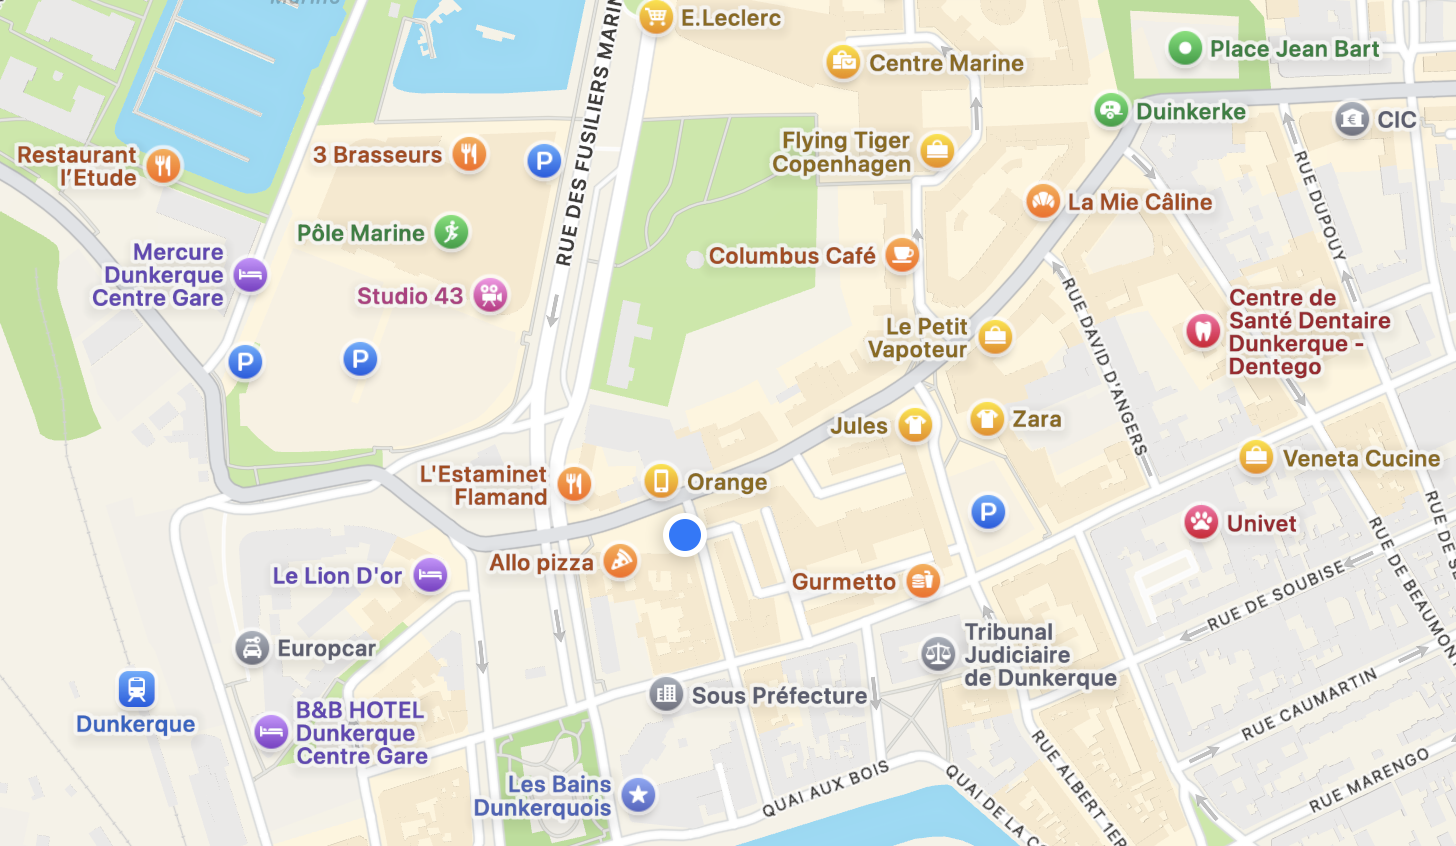 Marine
E.Leclerc
Place Jean Bart
Centre Marine
RUE DES FUSILIERS MARIN
Duinkerke
CIC
Restaurant
l'Etude
3 Brasseurs
P
Flying Tiger
Copenhagen
RUE DUPOUY
La Mie Câline
Pôle Marine
Mercure
Dunkerque
Centre Gare
Columbus Café
Studio 43
RUE DAVID D'ANGERS
Centre de
Santé Dentaire
Dunkerque -
Dentego
Le Petit
Vapoteur
P
P
Jules
Zara
Veneta Cucine
L'Estaminet
Flamand
Orange
P
Univet
RUE DE S
RUE DE BEAUMON
Allo pizza
Le Lion D'or
Gurmetto
RUE DE SOUBISE
Europcar
Tribunal
Judiciaire
de Dunkerque
Dunkerque
Sous Préfecture
RUE CAUMARTIN
B&B HOTEL
Dunkerque
Centre Gare
RUE ALBERT 1ER
Les Bains
Dunkerquois
QUAI AUX BOIS
QUAI DE LA CO
RUE MARENGO